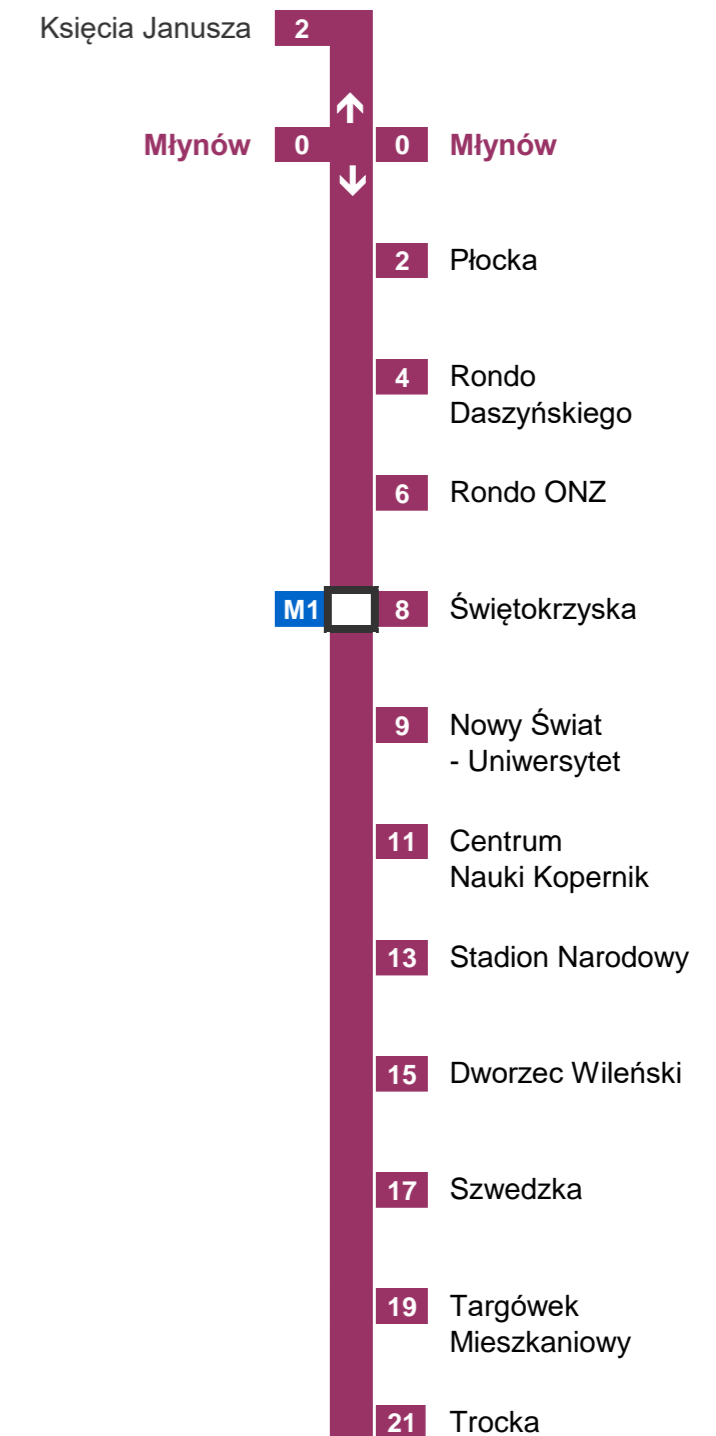 Księcia Janusza 2
Młynów 0 0 Młynów
2 Płocka
4 Rondo
Daszyńskiego
6 Rondo ONZ
M1 8 Świętokrzyska
9 Nowy Świat
- Uniwersytet
11 Centrum
Nauki Kopernik
13 Stadion Narodowy
15 Dworzec Wileński
17 Szwedzka
19 Targówek
Mieszkaniowy
21 Trocka